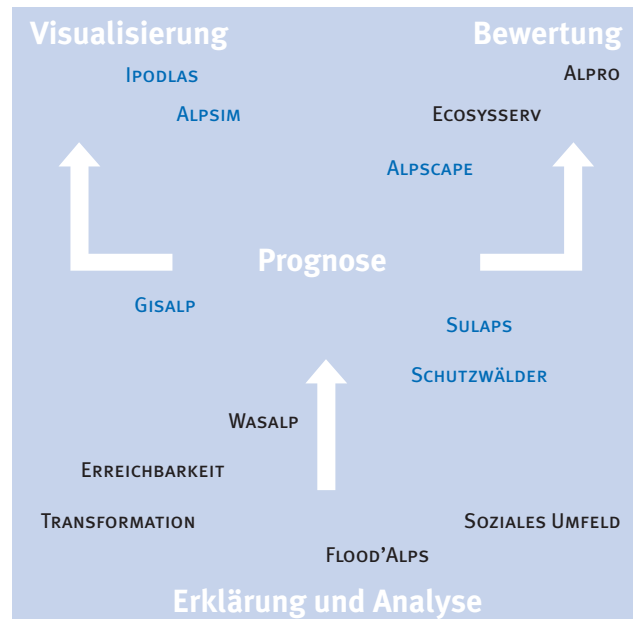 Visualisierung Bewertung
Ipodlas Alpro
Alpsim Ecosysserv
Alpscape
Prognose
Gisalp
Sulaps
Schutzwälder
Wasalp
Erreichbarkeit
Transformation Soziales Umfeld
Flood'Alps
Erklärung und Analyse